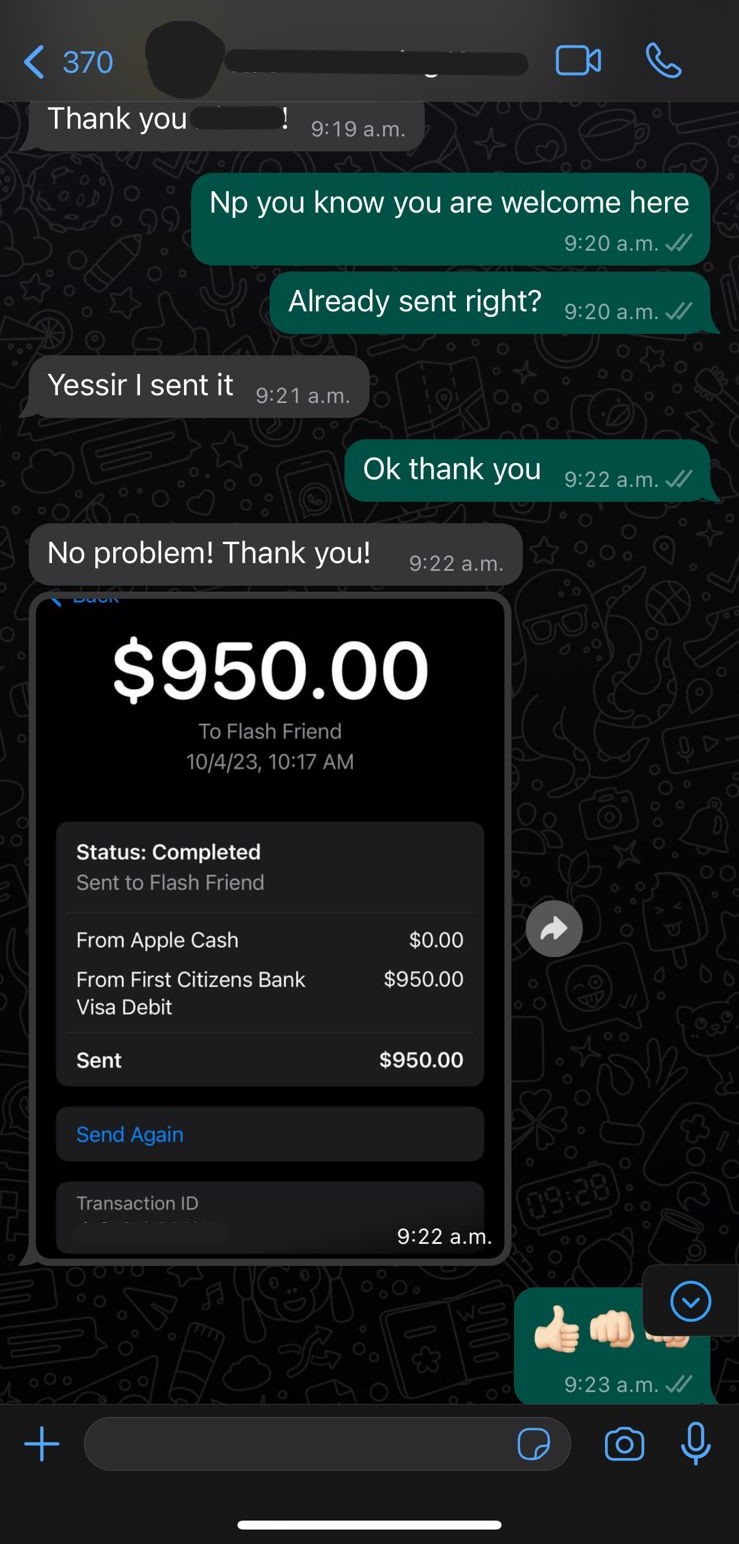 370
Thank you ! 9:19 a.m.
Np you know you are welcome here
9:20 a.m.
Already sent right? 9:20 a.m.
Yessir I sent it 9:21 a.m.
Ok thank you 9:22 a.m.
No problem! Thank you! 9:22 a.m.
Back
$950.00
To Flash Friend
10/4/23, 10:17 AM
Status: Completed
Sent to Flash Friend
From Apple Cash $0.00
From First Citizens Bank $950.00
Visa Debit
Sent $950.00
Send Again
Transaction ID
9:22 a.m.
09:28
👍🏻👊🏻👊🏻
9:23 a.m.